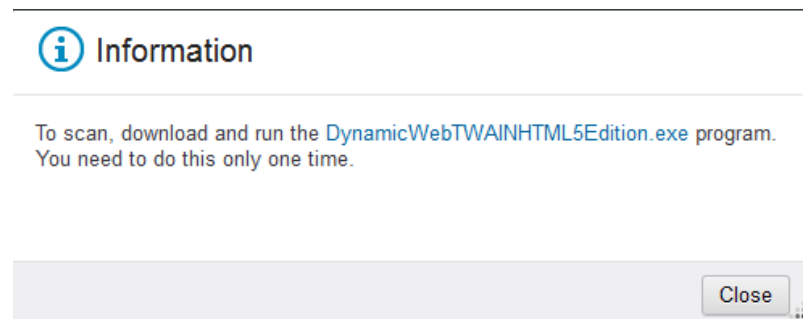 Information
To scan, download and run the DynamicWebTWAINHTML5Edition.exe program.
You need to do this only one time.
Close